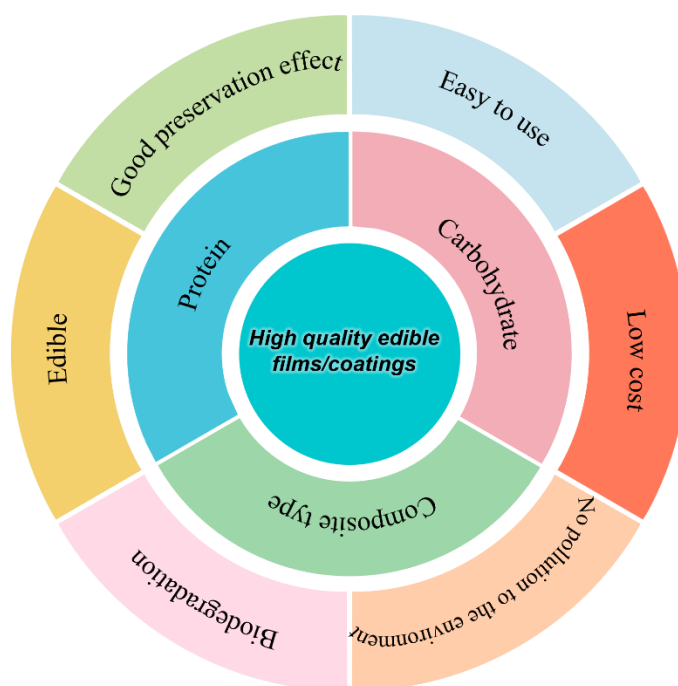 Good preservation effect
Easy to use
Low cost
No pollution to the environment
Biodegradation
Edible
Protein
Carbohydrate
Composite type
High quality edible
films/coatings